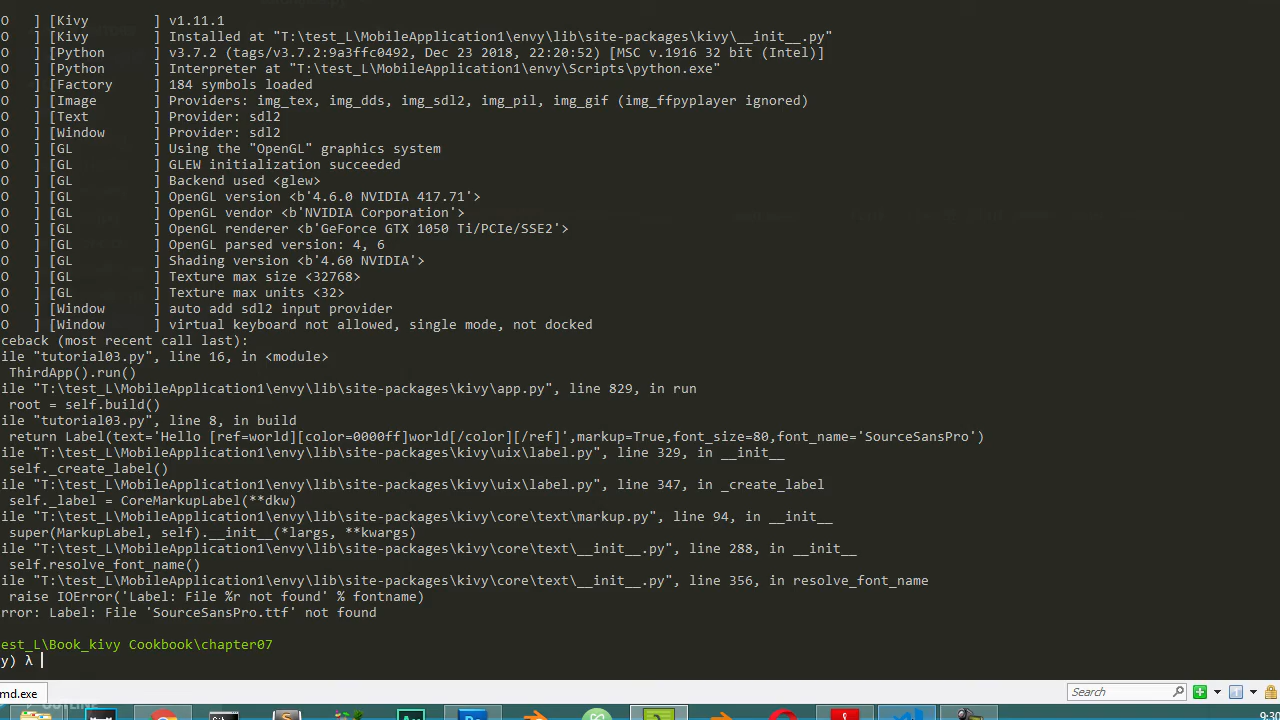 O   ] [Kivy        ] v1.11.1
O   ] [Kivy        ] Installed at "T:\test_L\MobileApplication1\envy\lib\site-packages\kivy\__init__.py"
O   ] [Python      ] v3.7.2 (tags/v3.7.2:9a3ffc0492, Dec 23 2018, 22:20:52) [MSC v.1916 32 bit (Intel)]
O   ] [Python      ] Interpreter at "T:\test_L\MobileApplication1\envy\Scripts\python.exe"
O   ] [Factory     ] 184 symbols loaded
O   ] [Image       ] Providers: img_tex, img_dds, img_sdl2, img_pil, img_gif (img_ffpyplayer ignored)
O   ] [Text        ] Provider: sdl2
O   ] [Window      ] Provider: sdl2
O   ] [GL          ] Using the "OpenGL" graphics system
O   ] [GL          ] GLEW initialization succeeded
O   ] [GL          ] Backend used <glew>
O   ] [GL          ] OpenGL version <b'4.6.0 NVIDIA 417.71'>
O   ] [GL          ] OpenGL vendor <b'NVIDIA Corporation'>
O   ] [GL          ] OpenGL renderer <b'GeForce GTX 1050 Ti/PCIe/SSE2'>
O   ] [GL          ] OpenGL parsed version: 4, 6
O   ] [GL          ] Shading version <b'4.60 NVIDIA'>
O   ] [GL          ] Texture max size <32768>
O   ] [GL          ] Texture max units <32>
O   ] [Window      ] auto add sdl2 input provider
O   ] [Window      ] virtual keyboard not allowed, single mode, not docked
ceback (most recent call last):
ile "tutorial03.py", line 16, in <module>
ThirdApp().run()
ile "T:\test_L\MobileApplication1\envy\lib\site-packages\kivy\app.py", line 829, in run
root = self.build()
ile "tutorial03.py", line 8, in build
return Label(text='Hello [ref=world][color=0000ff]world[/color][/ref]',markup=True,font_size=80,font_name='SourceSansPro')
ile "T:\test_L\MobileApplication1\envy\lib\site-packages\kivy\uix\label.py", line 329, in __init__
self._create_label()
ile "T:\test_L\MobileApplication1\envy\lib\site-packages\kivy\uix\label.py", line 347, in _create_label
self._label = CoreMarkupLabel(**dkw)
ile "T:\test_L\MobileApplication1\envy\lib\site-packages\kivy\core\text\markup.py", line 94, in __init__
super(MarkupLabel, self).__init__(*largs, **kwargs)
ile "T:\test_L\MobileApplication1\envy\lib\site-packages\kivy\core\text\__init__.py", line 288, in __init__
self.resolve_font_name()
ile "T:\test_L\MobileApplication1\envy\lib\site-packages\kivy\core\text\__init__.py", line 356, in resolve_font_name
raise IOError('Label: File %r not found' % fontname)
rror: Label: File 'SourceSansPro.ttf' not found
est_L\Book_kivy Cookbook\chapter07
y) λ
md.exe
Search
OUTLINE
9:30